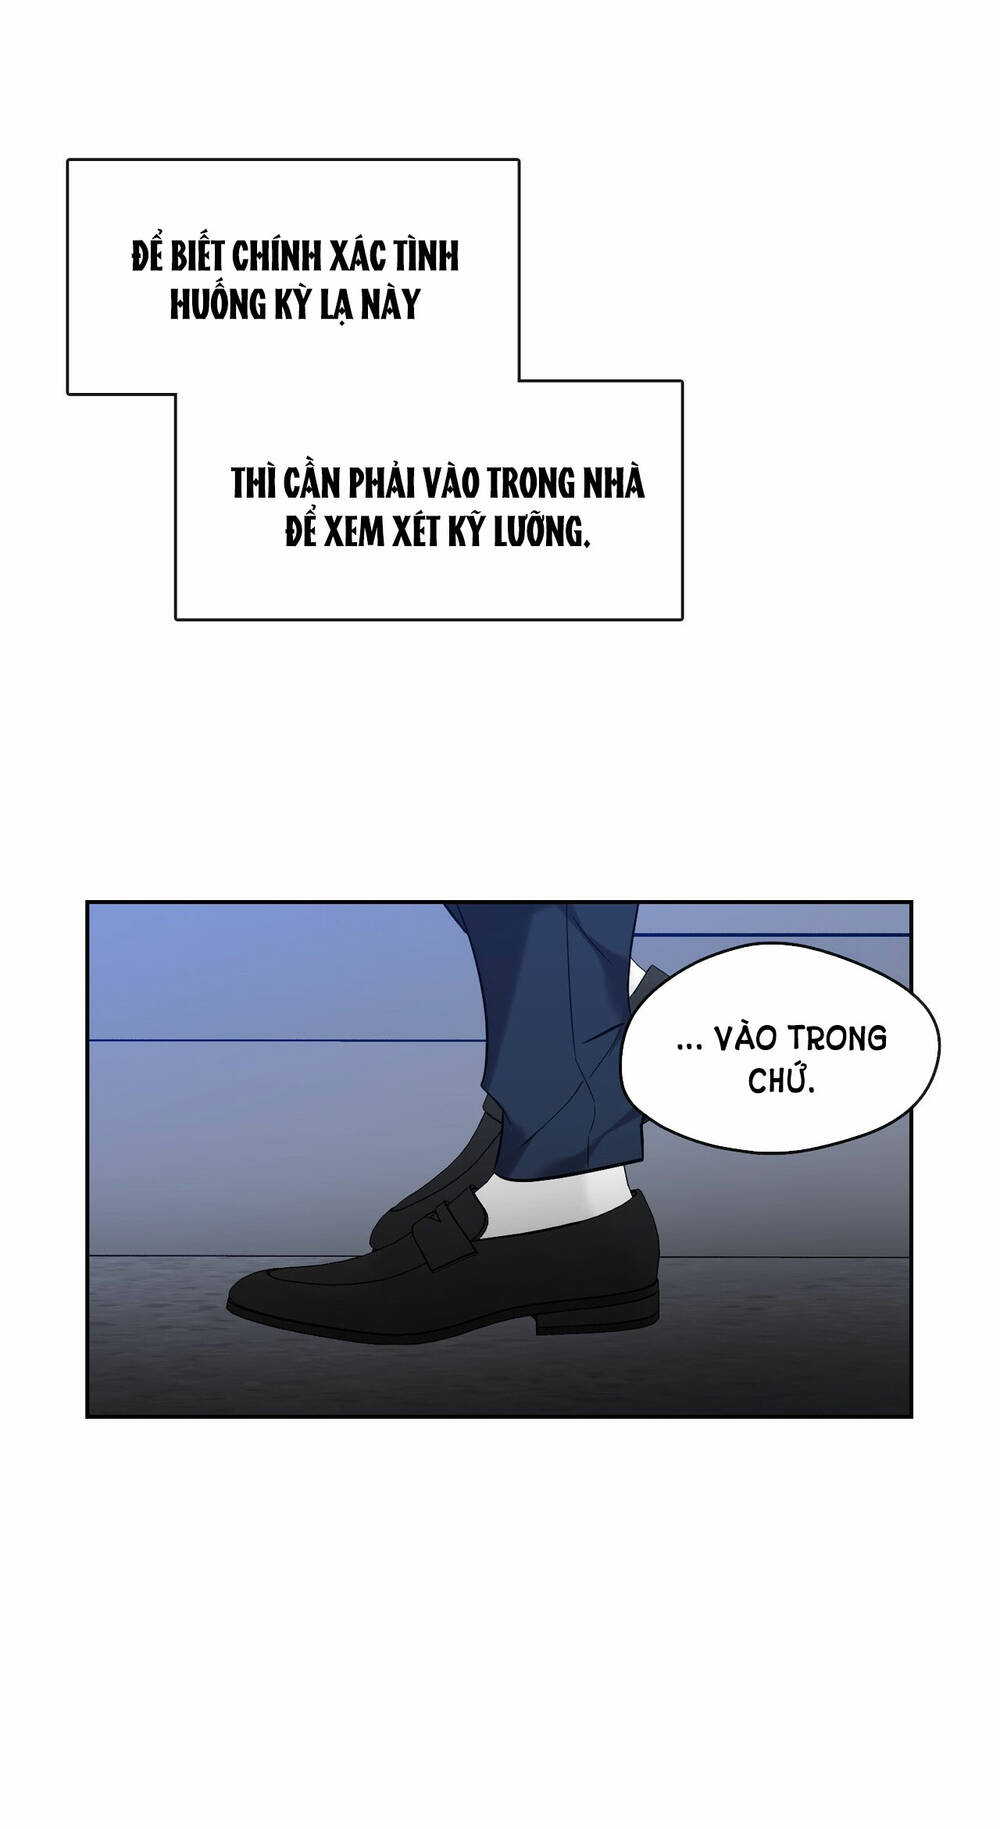 ĐỂ BIẾT CHÍNH XÁC TÌNH
HUỐNG KỲ LẠ NÀY
THÌ CẦN PHẢI VÀO TRONG NHÀ
ĐỂ XEM XÉT KỸ LƯỠNG.
... VÀO TRONG
CHỨ.